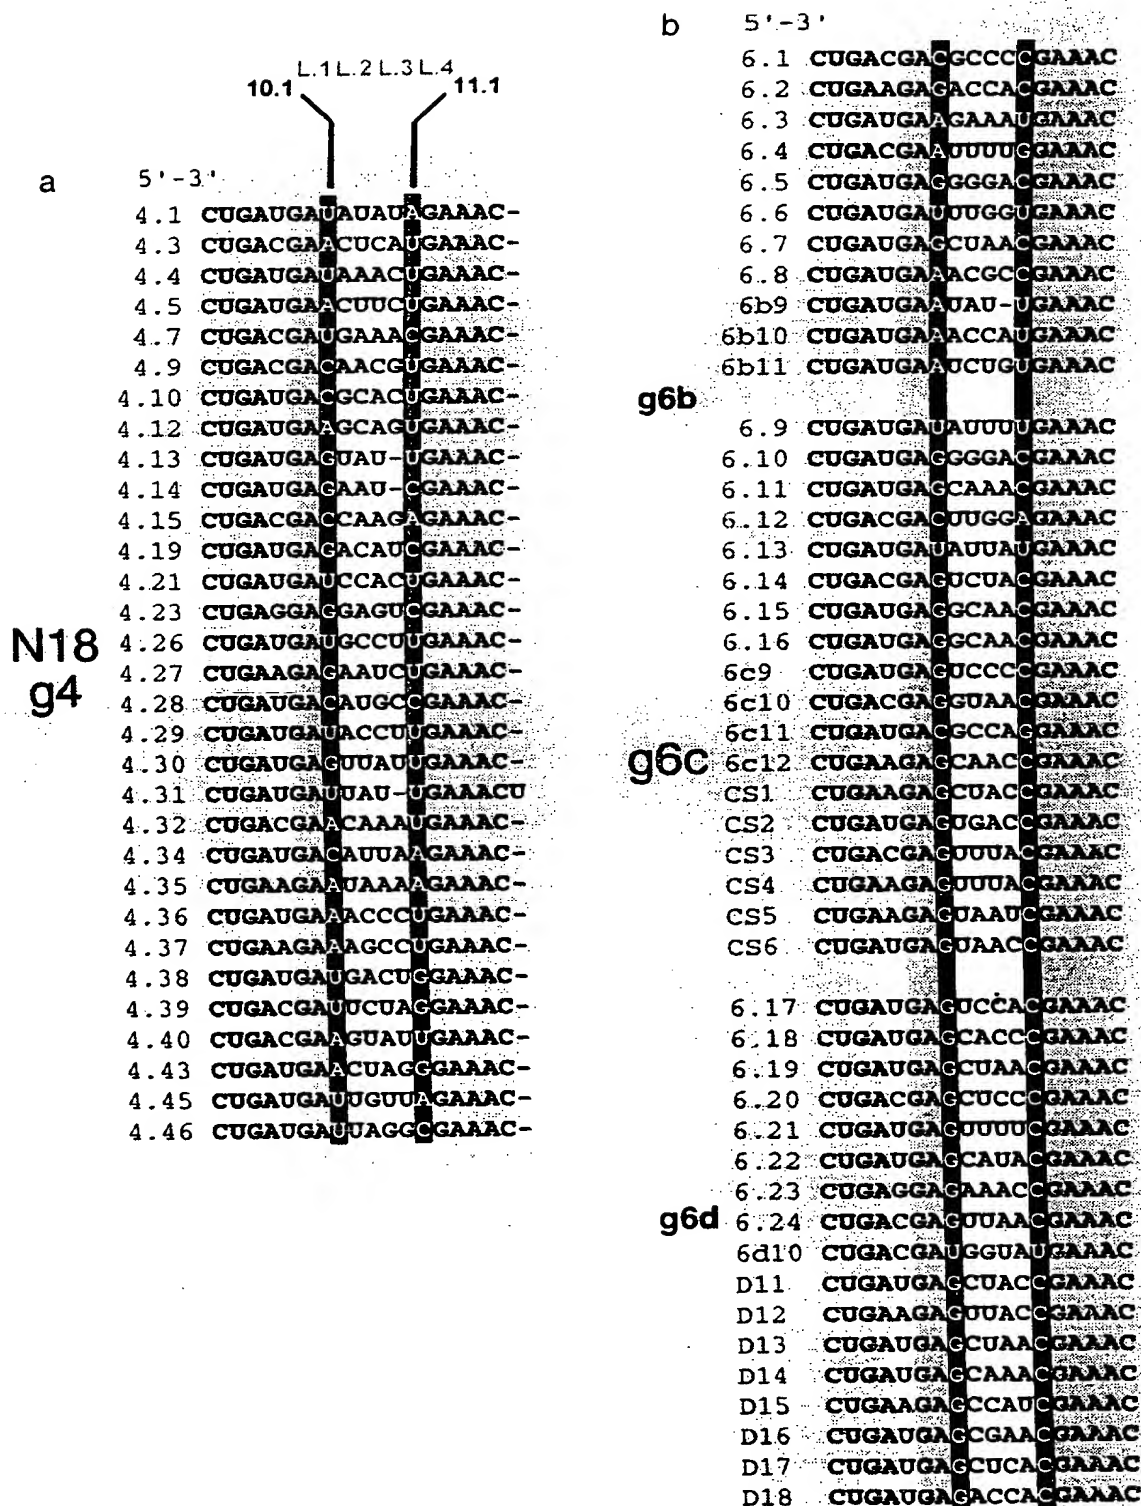 L.1 L.2 L.3 L.4
10.1 11.1
a 5'-3'
4.1 CUGAUGAUAUAUAGAAAC-
4.3 CUGACGAACUCAUGAAAC-
4.4 CUGAUGAUAAACUGAAAC-
4.5 CUGAUGAACUUCUGAAAC-
4.7 CUGACGAUGAAACGAAAC-
4.9 CUGACGACAACGUGAAAC-
4.10 CUGAUGACGCACUGAAAC-
4.12 CUGAUGAAGCAGUGAAAC-
4.13 CUGAUGAGUAU-UGAAAC-
4.14 CUGAUGAGAAU-CGAAAC-
4.15 CUGACGACCAAGAGAAAC-
4.19 CUGAUGAGACAUCGAAAC-
4.21 CUGAUGAUCCACUGAAAC-
4.23 CUGAGGAGGAGUCGAAAC-
4.26 CUGAUGAUGCCUUGAAAC-
4.27 CUGAAGAGAAUCUGAAAC-
4.28 CUGAUGACAUGCCGAAAC-
4.29 CUGAUGAUACCUUGAAAC-
4.30 CUGAUGAGUUAUUGAAAC-
4.31 CUGAUGAUUAU-UGAAACU
4.32 CUGACGAACAAAUGAAAC-
4.34 CUGAUGACAUUAAGAAAC-
4.35 CUGAAGAAUAAAAGAAAC-
4.36 CUGAUGAAACCCUGAAAC-
4.37 CUGAAGAAAGCCUGAAAC-
4.38 CUGAUGAUGACUGGAAAC-
4.39 CUGACGAUUCUAGGAAAC-
4.40 CUGACGAAGUAUUGAAAC-
4.43 CUGAUGAACUAGGGAAAC-
4.45 CUGAUGAUUGUUAGAAAC-
4.46 CUGAUGAUUAGGCGAAAC-
N18
g4
b 5'-3'
6.1 CUGACGACGCCCCGAAAC
6.2 CUGAAGAGACCACGAAAC
6.3 CUGAUGAAGAAAUGAAAC
6.4 CUGACGAAUUUUGGAAAC
6.5 CUGAUGAGGGGACGAAAC
6.6 CUGAUGAUUUGGUGAAAC
6.7 CUGAUGAGCUAACGAAAC
6.8 CUGAUGAAACGCCGAAAC
6b9 CUGAUGAAUAU-UGAAAC
6b10 CUGAUGAAACCAUGAAAC
6b11 CUGAUGAAUCUGUGAAAC
g6b
6.9 CUGAUGAUAUUUUGAAAC
6.10 CUGAUGAGGGGACGAAAC
6.11 CUGAUGAGCAAACGAAAC
6.12 CUGACGACUUGGAGAAAC
6.13 CUGAUGAUAUUAUGAAAC
6.14 CUGACGAGUCUACGAAAC
6.15 CUGAUGAGGCAACGAAAC
6.16 CUGAUGAGGCAACGAAAC
6c9 CUGAUGAGUCCCCGAAAC
6c10 CUGACGAGGUAACGAAAC
6c11 CUGAUGACGCCAGGAAAC
g6c 6c12 CUGAAGAGCAACCGAAAC
CS1 CUGAAGAGCUACCGAAAC
CS2 CUGAUGAGUGACCGAAAC
CS3 CUGACGAGUUUACGAAAC
CS4 CUGAAGAGUUUACGAAAC
CS5 CUGAAGAGUAAUCGAAAC
CS6 CUGAUGAGUAACCGAAAC
6.17 CUGAUGAGUCCACGAAAC
6.18 CUGAUGAGCACCCGAAAC
6.19 CUGAUGAGCUAACGAAAC
6.20 CUGACGAGCUCCCGAAAC
6.21 CUGAUGAGUUUUCGAAAC
6.22 CUGAUGAGCAUACGAAAC
6.23 CUGAGGAGAAACCGAAAC
g6d 6.24 CUGACGAGUUAACGAAAC
6d10 CUGACGAUGGUAUGAAAC
D11 CUGAUGAGCUACCGAAAC
D12 CUGAAGAGUUACCGAAAC
D13 CUGAUGAGCUAACGAAAC
D14 CUGAUGAGCAAACGAAAC
D15 CUGAAGAGCCAUCGAAAC
D16 CUGAUGAGCGAACGAAAC
D17 CUGAUGAGCUCACGAAAC
D18 CUGAUGAGACCACGAAAC